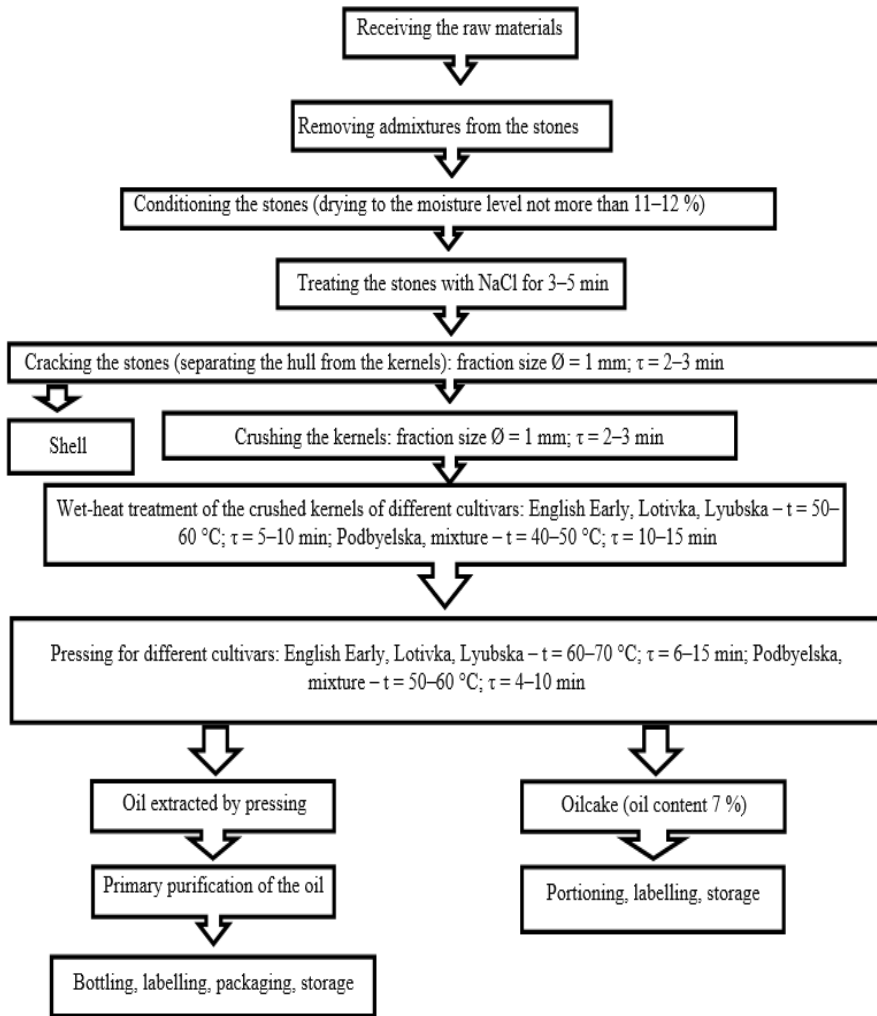 Receiving the raw materials
Removing admixtures from the stones
Conditioning the stones (drying to the moisture level not more than 11–12 %)
Treating the stones with NaCl for 3–5 min
Cracking the stones (separating the hull from the kernels): fraction size Ø = 1 mm; τ = 2–3 min
Shell
Crushing the kernels: fraction size Ø = 1 mm; τ = 2–3 min
Wet-heat treatment of the crushed kernels of different cultivars: English Early, Lotivka, Lyubska – t = 50–
60 °C; τ = 5–10 min; Podbyelska, mixture – t = 40–50 °C; τ = 10–15 min
Pressing for different cultivars: English Early, Lotivka, Lyubska – t = 60–70 °C; τ = 6–15 min; Podbyelska,
mixture – t = 50–60 °C; τ = 4–10 min
Oil extracted by pressing
Oilcake (oil content 7 %)
Primary purification of the oil
Portioning, labelling, storage
Bottling, labelling, packaging, storage